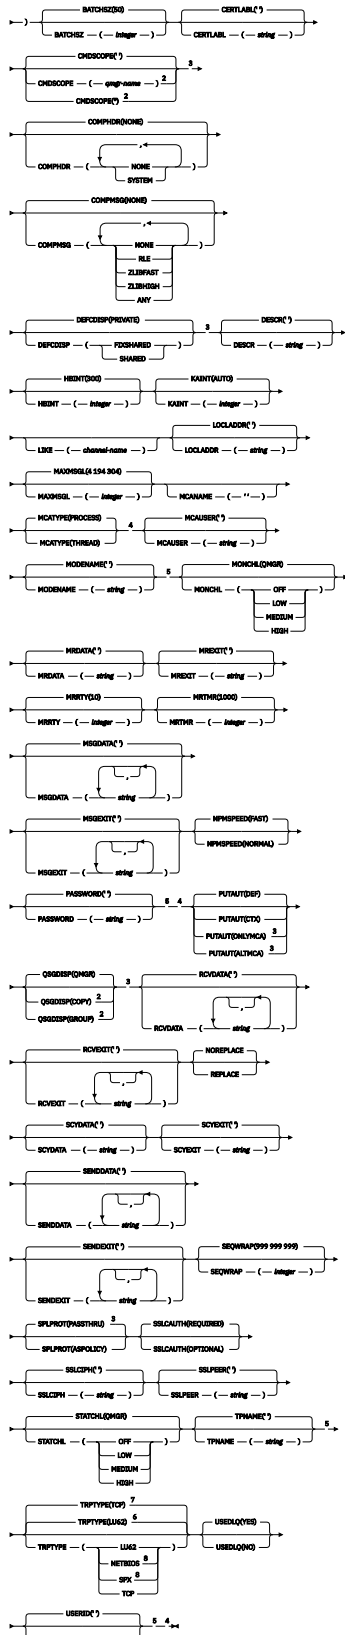 BATCHSZ(50) CERTLABL(' ')
) BATCHSZ ( integer ) CERTLABL ( string )
CMDSCOPE(' ') 3
CMDSCOPE ( qmgr-name ) 2
CMDSCOPE(*) 2
COMPHDR(NONE)
,
COMPHDR ( NONE )
SYSTEM
COMPMSG(NONE)
,
COMPMSG ( NONE )
RLE
ZLIBFAST
ZLIBHIGH
ANY
DEFCDISP(PRIVATE) 3 DESCR(' ')
DEFCDISP ( FIXSHARED ) DESCR ( string )
SHARED
HBINT(300) KAINT(AUTO)
HBINT ( integer ) KAINT ( integer )
LOCLADDR(' ')
LIKE ( channel-name ) LOCLADDR ( string )
MAXMSGL(4 194 304)
MAXMSGL ( integer ) MCANAME ( ' ' )
MCATYPE(PROCESS) 4 MCAUSER(' ')
MCATYPE(THREAD) MCAUSER ( string )
MODENAME(' ') 5 MONCHL(QMGR)
MODENAME ( string ) MONCHL ( OFF )
LOW
MEDIUM
HIGH
MRDATA(' ') MREXIT(' ')
MRDATA ( string ) MREXIT ( string )
MRRTY(10) MRTMR(1000)
MRRTY ( integer ) MRTMR ( integer )
MSGDATA(' ')
,
MSGDATA ( string )
MSGEXIT(' ') NPMSPEED(FAST)
, NPMSPEED(NORMAL)
MSGEXIT ( string )
PASSWORD(' ') 5 4 PUTAUT(DEF)
PASSWORD ( string ) PUTAUT(CTX)
PUTAUT(ONLYMCA) 3
PUTAUT(ALTMCA) 3
QSGDISP(QMGR) 3 RCVDATA(' ')
QSGDISP(COPY) 2 ,
QSGDISP(GROUP) 2 RCVDATA ( string )
RCVEXIT(' ') NOREPLACE
, REPLACE
RCVEXIT ( string )
SCYDATA(' ') SCYEXIT(' ')
SCYDATA ( string ) SCYEXIT ( string )
SENDDATA(' ')
,
SENDDATA ( string )
SENDEXIT(' ') SEQWRAP(999 999 999)
, SEQWRAP ( integer )
SENDEXIT ( string )
SPLPROT(PASSTHRU) 3 SSLCAUTH(REQUIRED)
SPLPROT(ASPOLICY) SSLCAUTH(OPTIONAL)
SSLCIPH(' ') SSLPEER(' ')
SSLCIPH ( string ) SSLPEER ( string )
STATCHL(QMGR) TPNAME(' ') 5
STATCHL ( OFF ) TPNAME ( string )
LOW
MEDIUM
HIGH
TRPTYPE(TCP) 7
TRPTYPE(LU62) 6 USEDLQ(YES)
TRPTYPE ( LU62 ) USEDLQ(NO)
NETBIOS 8
SPX 8
TCP
USERID(' ') 5 4